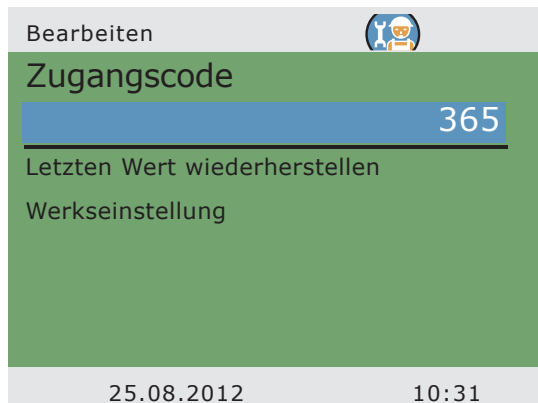 Bearbeiten
Zugangscode
365
Letzten Wert wiederherstellen
Werkseinstellung
25.08.2012 10:31